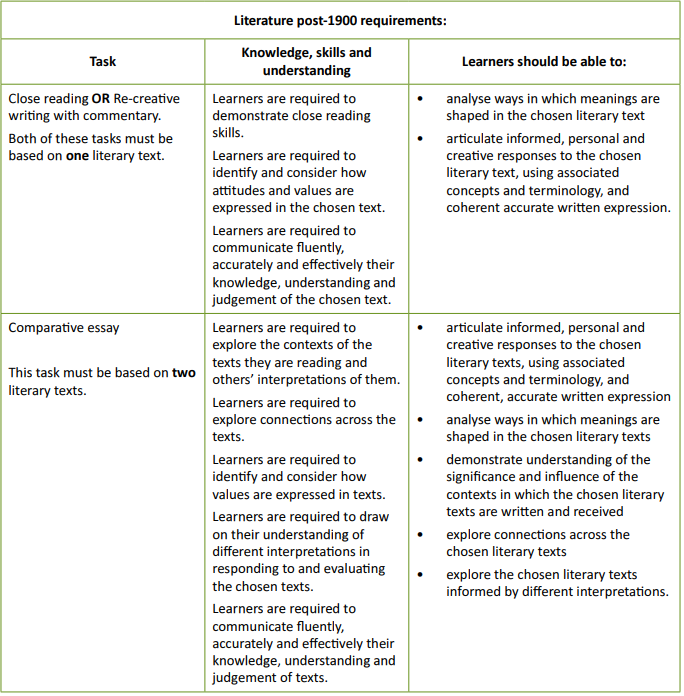 Literature post-1900 requirements:
Task
Knowledge, skills and
understanding
Learners should be able to:
Close reading OR Re-creative
writing with commentary.
Both of these tasks must be
based on one literary text.
Learners are required to
demonstrate close reading
skills.
Learners are required to
identify and consider how
attitudes and values are
expressed in the chosen text.
Learners are required to
communicate fluently,
accurately and effectively their
knowledge, understanding and
judgement of the chosen text.
• analyse ways in which meanings are
shaped in the chosen literary text
• articulate informed, personal and
creative responses to the chosen
literary text, using associated
concepts and terminology, and
coherent accurate written expression.
Comparative essay
This task must be based on two
literary texts.
Learners are required to
explore the contexts of the
texts they are reading and
others’ interpretations of them.
Learners are required to
explore connections across the
texts.
Learners are required to
identify and consider how
values are expressed in texts.
Learners are required to draw
on their understanding of
different interpretations in
responding to and evaluating
the chosen texts.
Learners are required to
communicate fluently,
accurately and effectively their
knowledge, understanding and
judgement of texts.
• articulate informed, personal and
creative responses to the chosen
literary texts, using associated
concepts and terminology, and
coherent, accurate written expression
• analyse ways in which meanings are
shaped in the chosen literary texts
• demonstrate understanding of the
significance and influence of the
contexts in which the chosen literary
texts are written and received
• explore connections across the
chosen literary texts
• explore the chosen literary texts
informed by different interpretations.